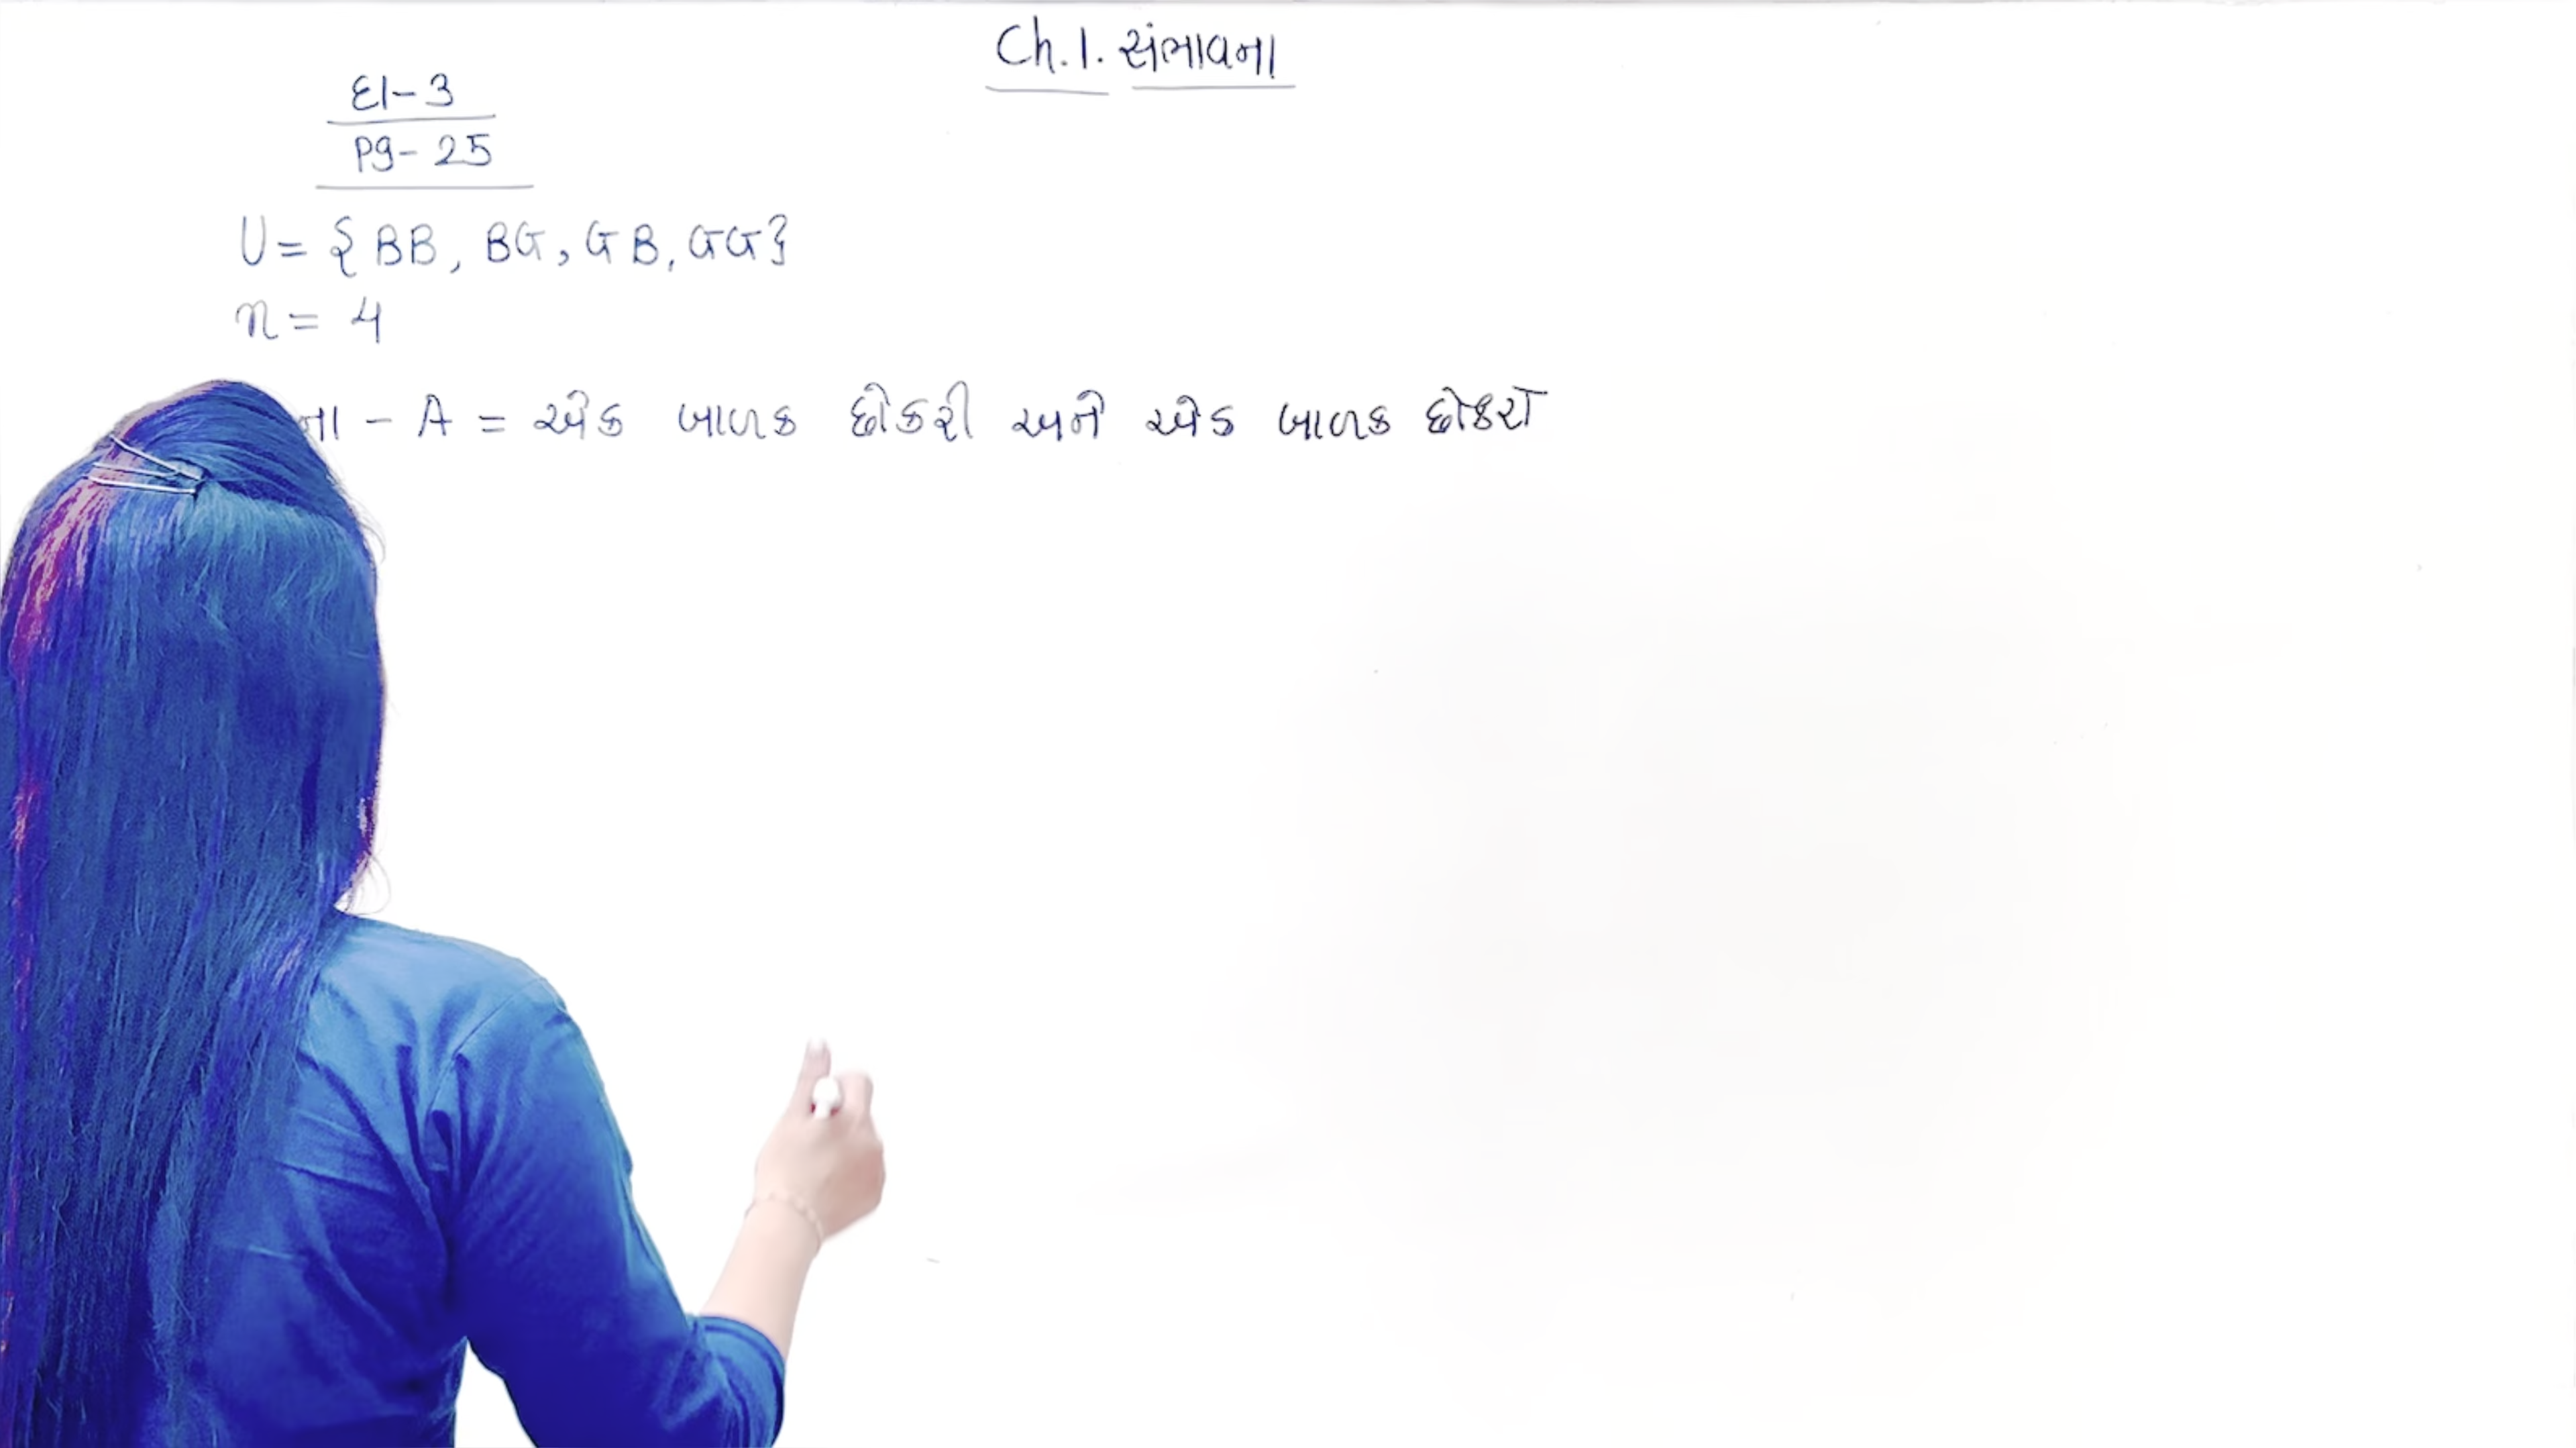 Ch.1. સંભાવના
દા-3
Pg-25
U = { BB, BG, GB, GG}
n = 4
ના - A = એક બાળક છોકરી અને એક બાળક છોકરો